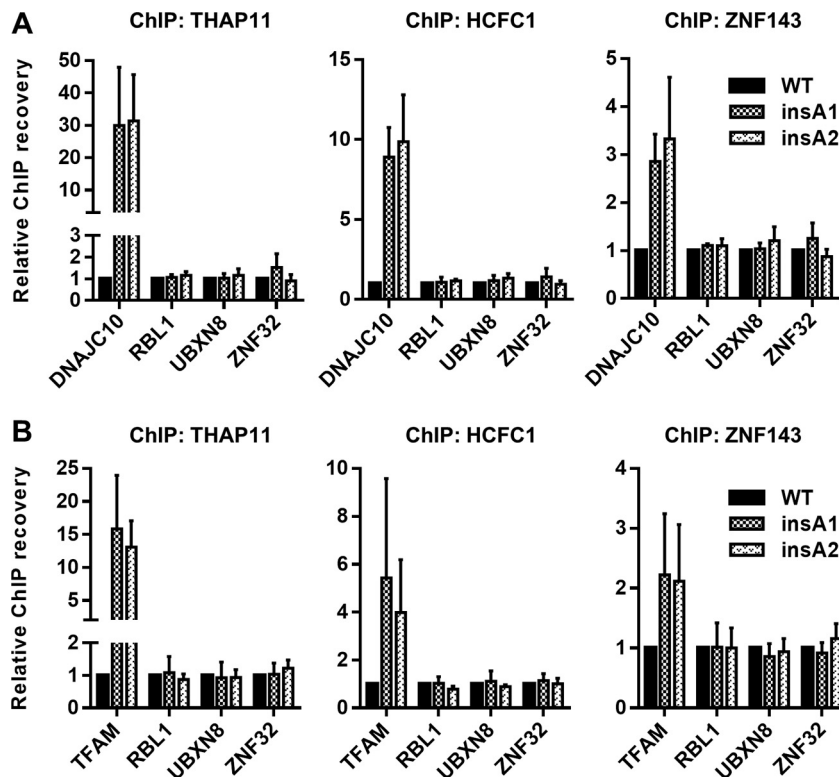 A
ChIP: THAP11
ChIP: HCFC1
ChIP: ZNF143
Relative ChIP recovery
50
40
30
20
10
3
2
1
0
DNAJC10
RBL1
UBXN8
ZNF32
15
10
5
0
DNAJC10
RBL1
UBXN8
ZNF32
5
4
3
2
1
0
DNAJC10
RBL1
UBXN8
ZNF32
WT
insA1
insA2
B
ChIP: THAP11
ChIP: HCFC1
ChIP: ZNF143
Relative ChIP recovery
25
20
15
10
5
2
1
0
TFAM
RBL1
UBXN8
ZNF32
10
8
6
4
2
0
TFAM
RBL1
UBXN8
ZNF32
4
3
2
1
0
TFAM
RBL1
UBXN8
ZNF32
WT
insA1
insA2